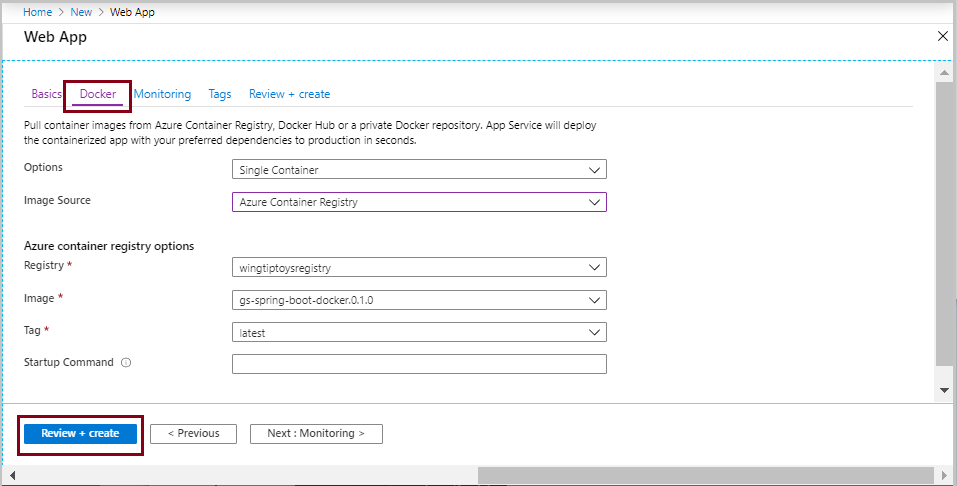 Home > New > Web App
Web App
Basics Docker Monitoring Tags Review + create
Pull container images from Azure Container Registry, Docker Hub or a private Docker repository. App Service will deploy
the containerized app with your preferred dependencies to production in seconds.
Options Single Container
Image Source Azure Container Registry
Azure container registry options
Registry * wingtiptoysregistry
Image * gs-spring-boot-docker.0.1.0
Tag * latest
Startup Command
Review + create < Previous Next : Monitoring >